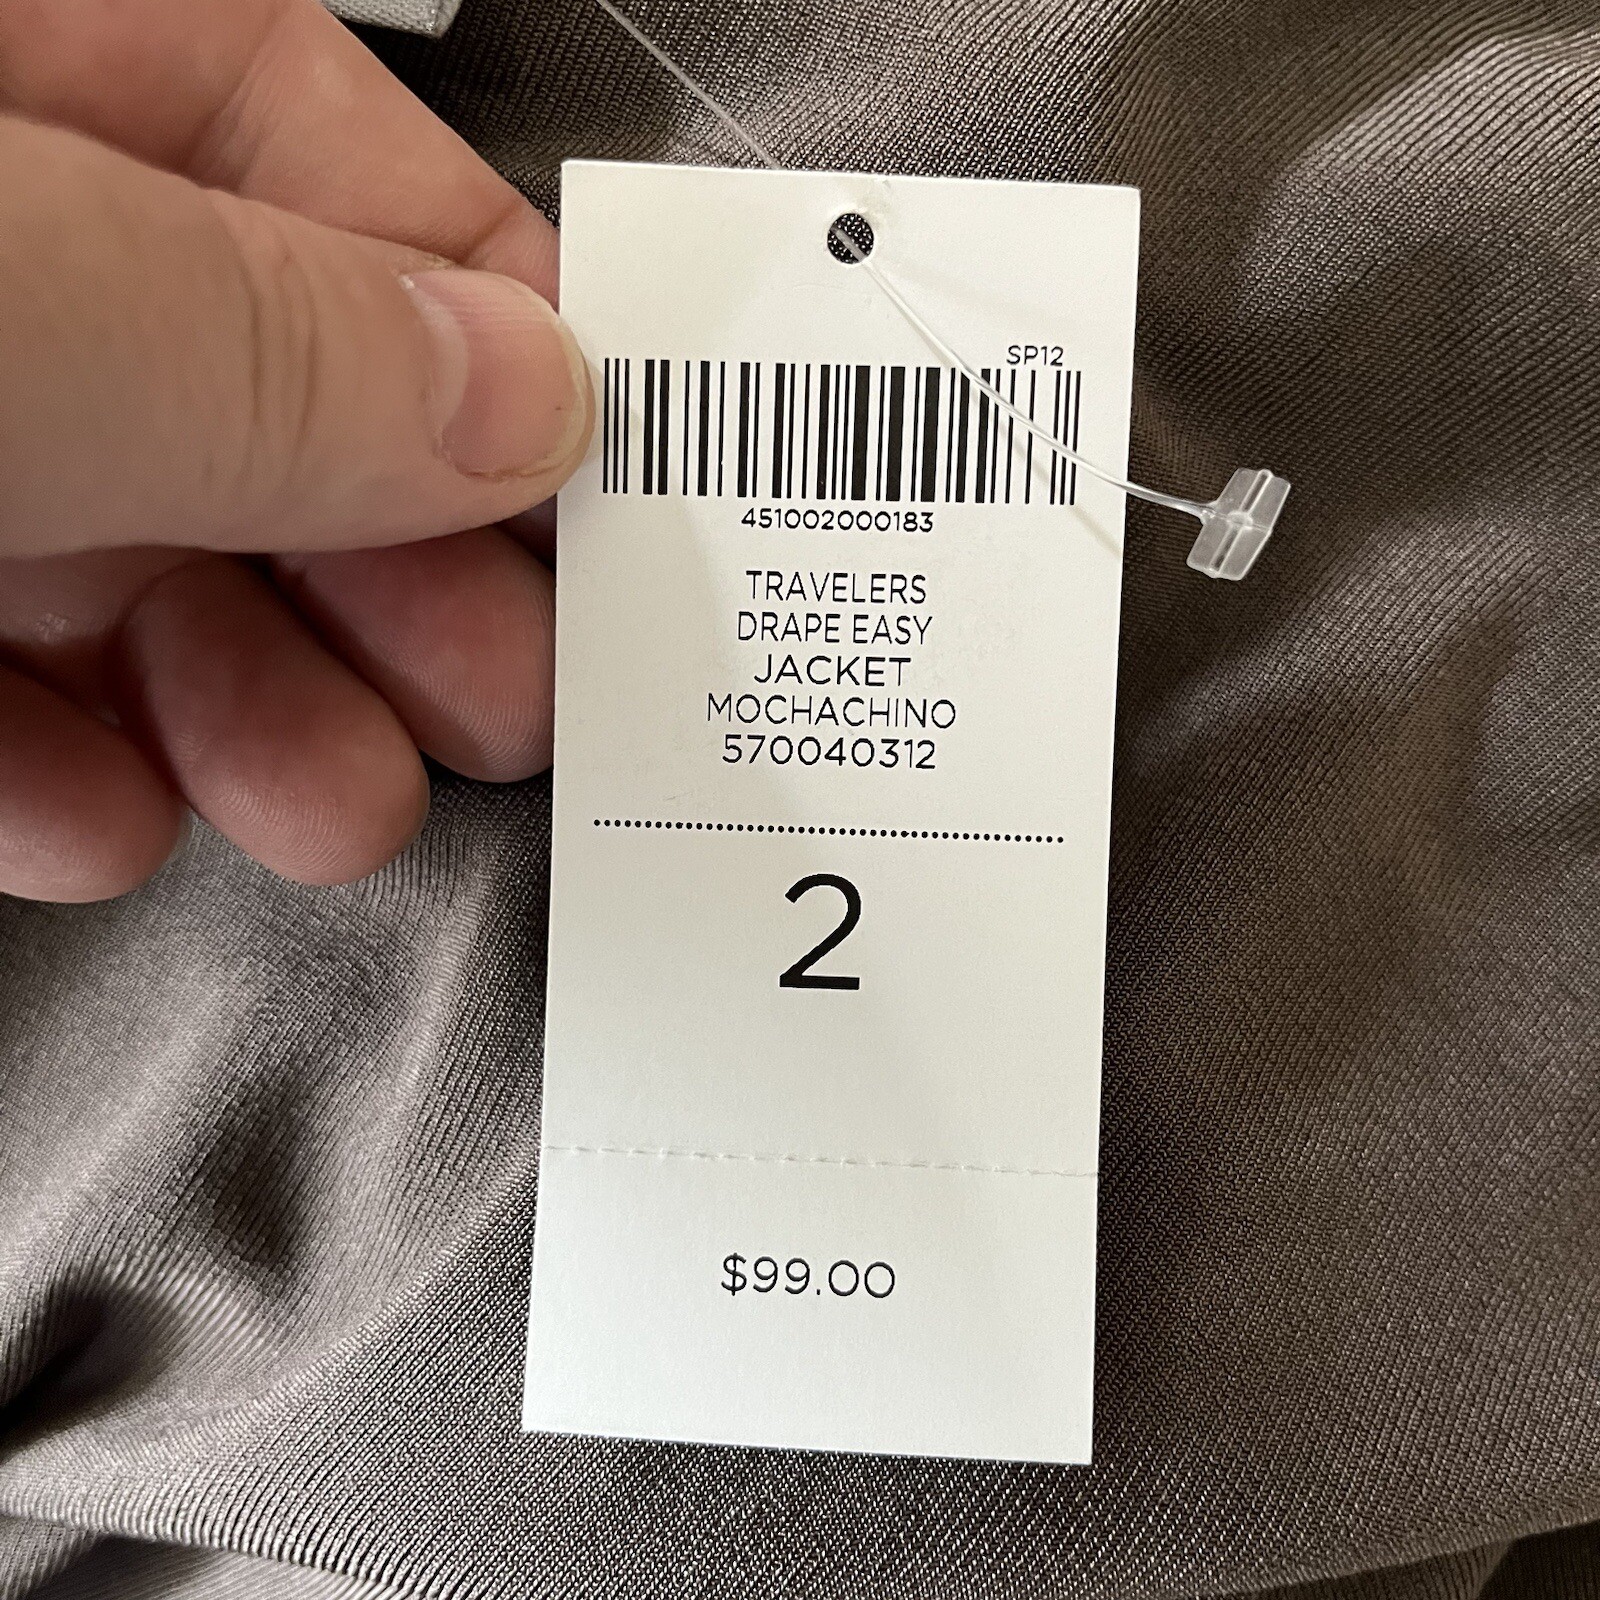 SP12
451002000183
TRAVELERS
DRAPE EASY
JACKET
MOCHACHINO
570040312
2
$99.00